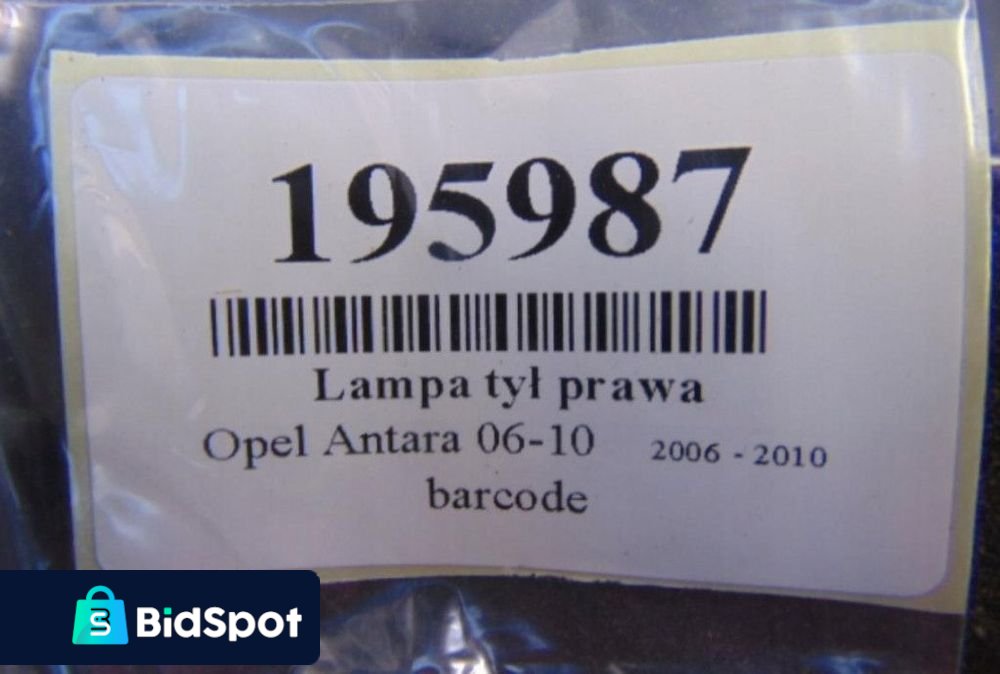 195987
Lampa tył prawa
Opel Antara 06-10 2006 - 2010
barcode
BidSpot